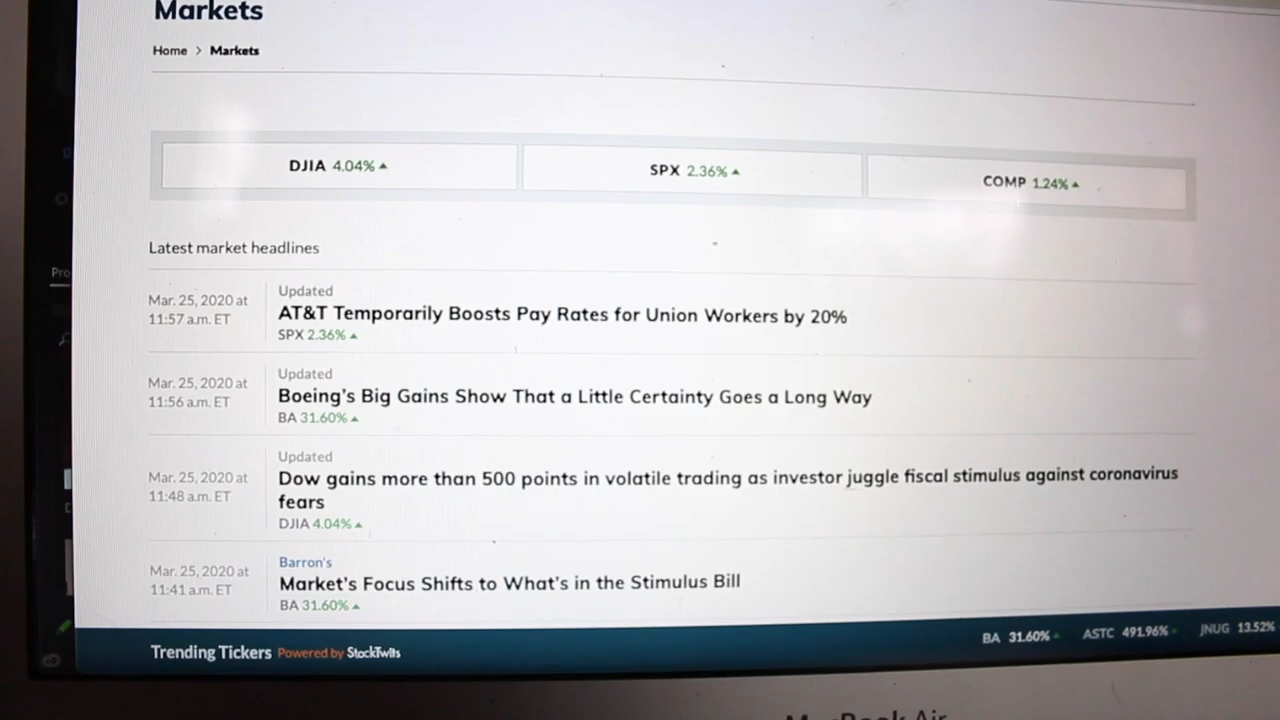 Markets
Home > Markets
DJIA 4.04%
SPX 2.36%
COMP 1.24%
Latest market headlines
Mar. 25, 2020 at
11:57 a.m. ET
Updated
AT&T Temporarily Boosts Pay Rates for Union Workers by 20%
SPX 2.36%
Mar. 25, 2020 at
11:56 a.m. ET
Updated
Boeing's Big Gains Show That a Little Certainty Goes a Long Way
BA 31.60%
Mar. 25, 2020 at
11:48 a.m. ET
Updated
Dow gains more than 500 points in volatile trading as investor juggle fiscal stimulus against coronavirus
fears
DJIA 4.04%
Mar. 25, 2020 at
11:41 a.m. ET
Barron's
Market's Focus Shifts to What's in the Stimulus Bill
BA 31.60%
Trending Tickers Powered by StockTwits
BA 31.60%
ASTC 491.96%
JNUG 13.52%
Pro
MacBook Air